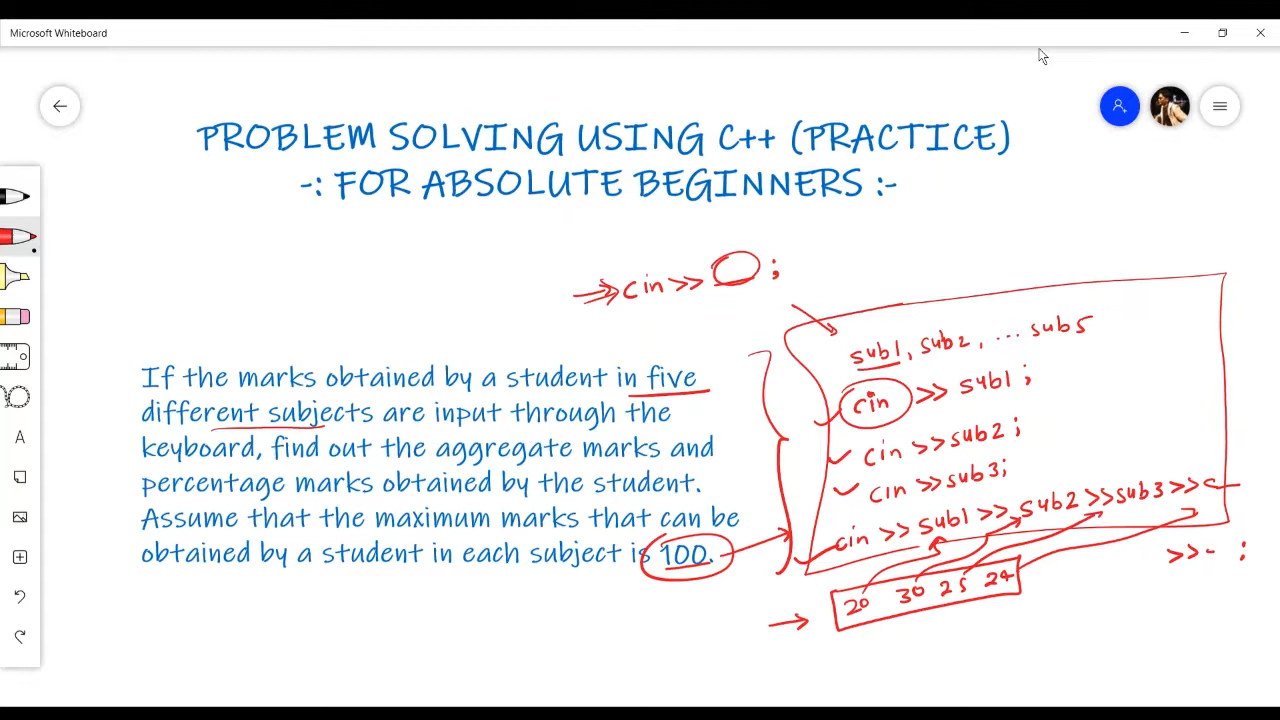 Microsoft Whiteboard
PROBLEM SOLVING USING C++ (PRACTICE)
-: FOR ABSOLUTE BEGINNERS :-
cin >> ;
If the marks obtained by a student in five
different subjects are input through the
keyboard, find out the aggregate marks and
percentage marks obtained by the student.
Assume that the maximum marks that can be
obtained by a student in each subject is 100.
sub1, sub2, ... sub5
cin >> sub1;
cin >> sub2;
cin >> sub3;
cin >> sub1 >> sub2 >> sub3 >>
>> - ;
20 30 25 24
A